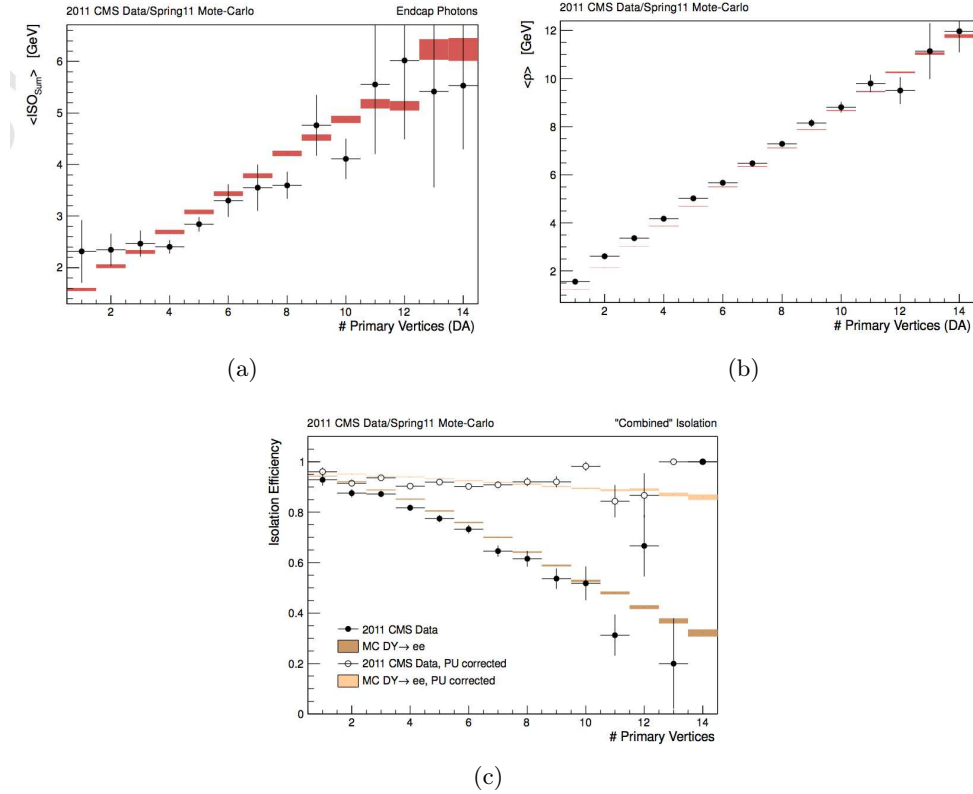 2011 CMS Data/Spring11 Mote-Carlo Endcap Photons
<ISO_Sum> [GeV]
6
5
4
3
2
2 4 6 8 10 12 14
# Primary Vertices (DA)
(a)
2011 CMS Data/Spring11 Mote-Carlo
<ρ> [GeV]
12
10
8
6
4
2
2 4 6 8 10 12 14
# Primary Vertices (DA)
(b)
2011 CMS Data/Spring11 Mote-Carlo "Combined" Isolation
Isolation Efficiency
1
0.8
0.6
0.4
0.2
0
2011 CMS Data
MC DY→ ee
2011 CMS Data, PU corrected
MC DY→ ee, PU corrected
2 4 6 8 10 12 14
# Primary Vertices
(c)